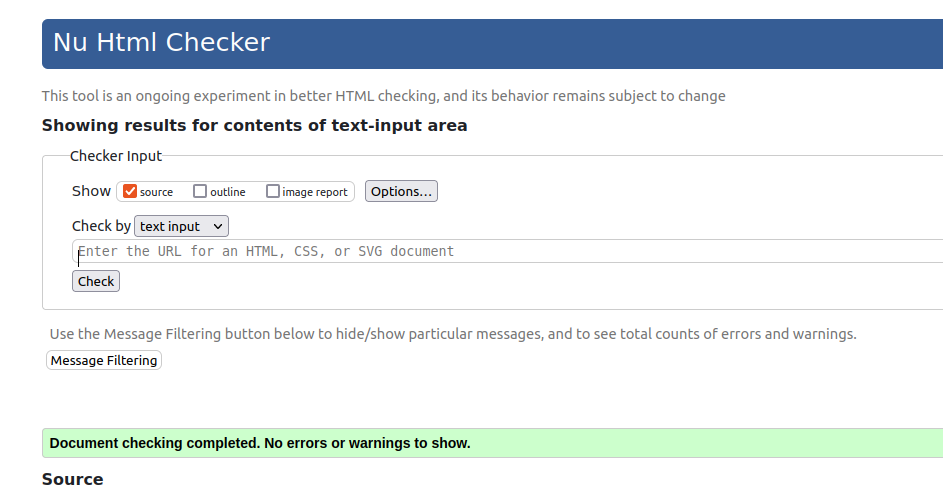 Nu Html Checker
This tool is an ongoing experiment in better HTML checking, and its behavior remains subject to change
Showing results for contents of text-input area
Checker Input
Show source outline image report Options...
Check by text input
Enter the URL for an HTML, CSS, or SVG document
Check
Use the Message Filtering button below to hide/show particular messages, and to see total counts of errors and warnings.
Message Filtering
Document checking completed. No errors or warnings to show.
Source